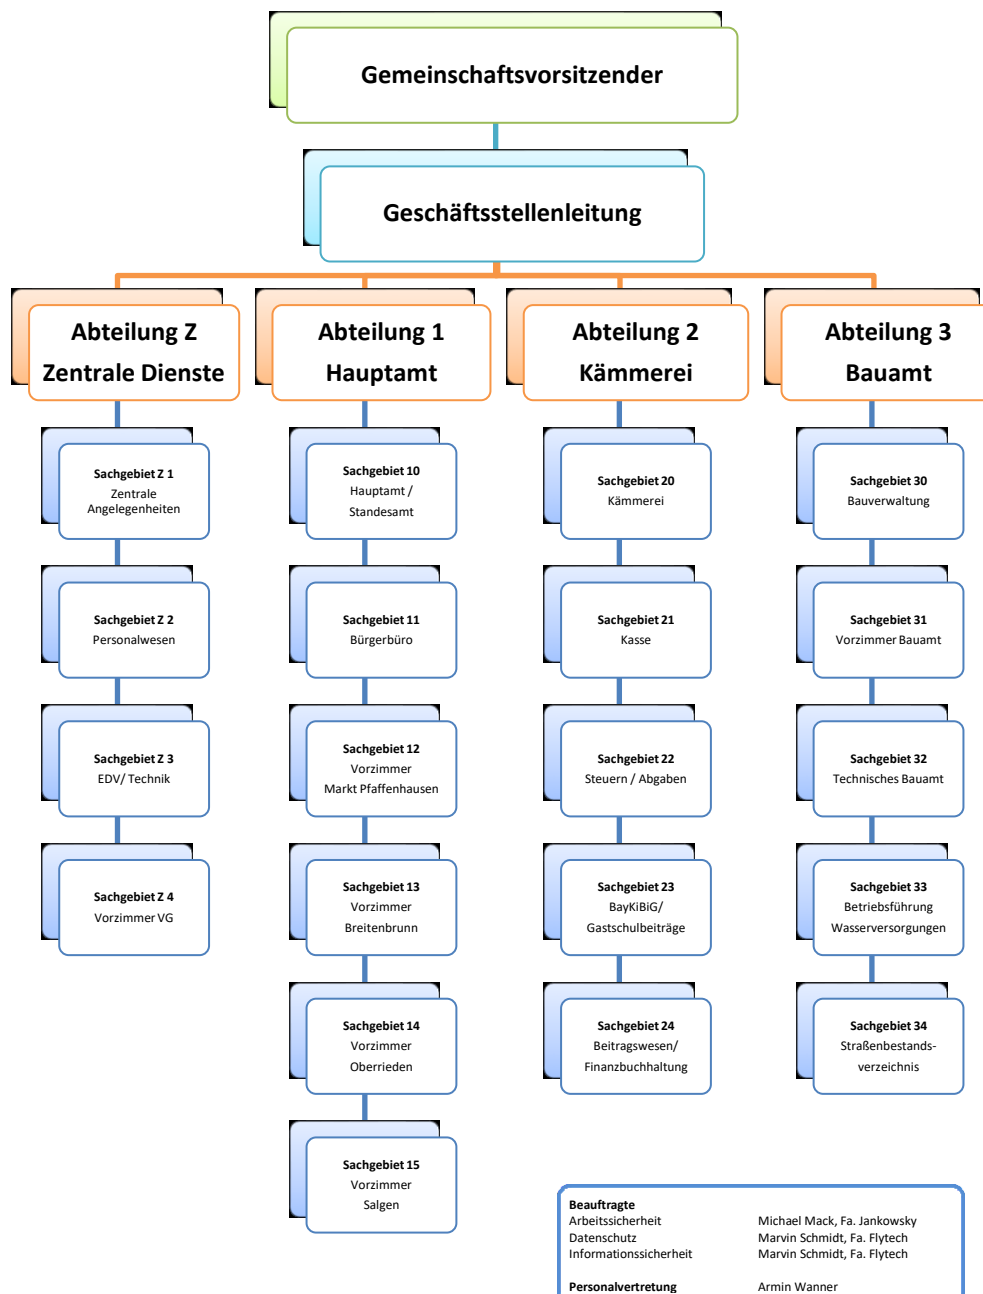 Gemeinschaftsvorsitzender
Geschäftsstellenleitung
Abteilung Z
Zentrale Dienste
Abteilung 1
Hauptamt
Abteilung 2
Kämmerei
Abteilung 3
Bauamt
Sachgebiet Z 1
Zentrale
Angelegenheiten
Sachgebiet Z 2
Personalwesen
Sachgebiet Z 3
EDV/ Technik
Sachgebiet Z 4
Vorzimmer VG
Sachgebiet 10
Hauptamt /
Standesamt
Sachgebiet 11
Bürgerbüro
Sachgebiet 12
Vorzimmer
Markt Pfaffenhausen
Sachgebiet 13
Vorzimmer
Breitenbrunn
Sachgebiet 14
Vorzimmer
Oberrieden
Sachgebiet 15
Vorzimmer
Salgen
Sachgebiet 20
Kämmerei
Sachgebiet 21
Kasse
Sachgebiet 22
Steuern / Abgaben
Sachgebiet 23
BayKiBiG/
Gastschulbeiträge
Sachgebiet 24
Beitragswesen/
Finanzbuchhaltung
Sachgebiet 30
Bauverwaltung
Sachgebiet 31
Vorzimmer Bauamt
Sachgebiet 32
Technisches Bauamt
Sachgebiet 33
Betriebsführung
Wasserversorgungen
Sachgebiet 34
Straßenbestands-
verzeichnis
Beauftragte
Arbeitssicherheit Michael Mack, Fa. Jankowsky
Datenschutz Marvin Schmidt, Fa. Flytech
Informationssicherheit Marvin Schmidt, Fa. Flytech
Personalvertretung Armin Wanner